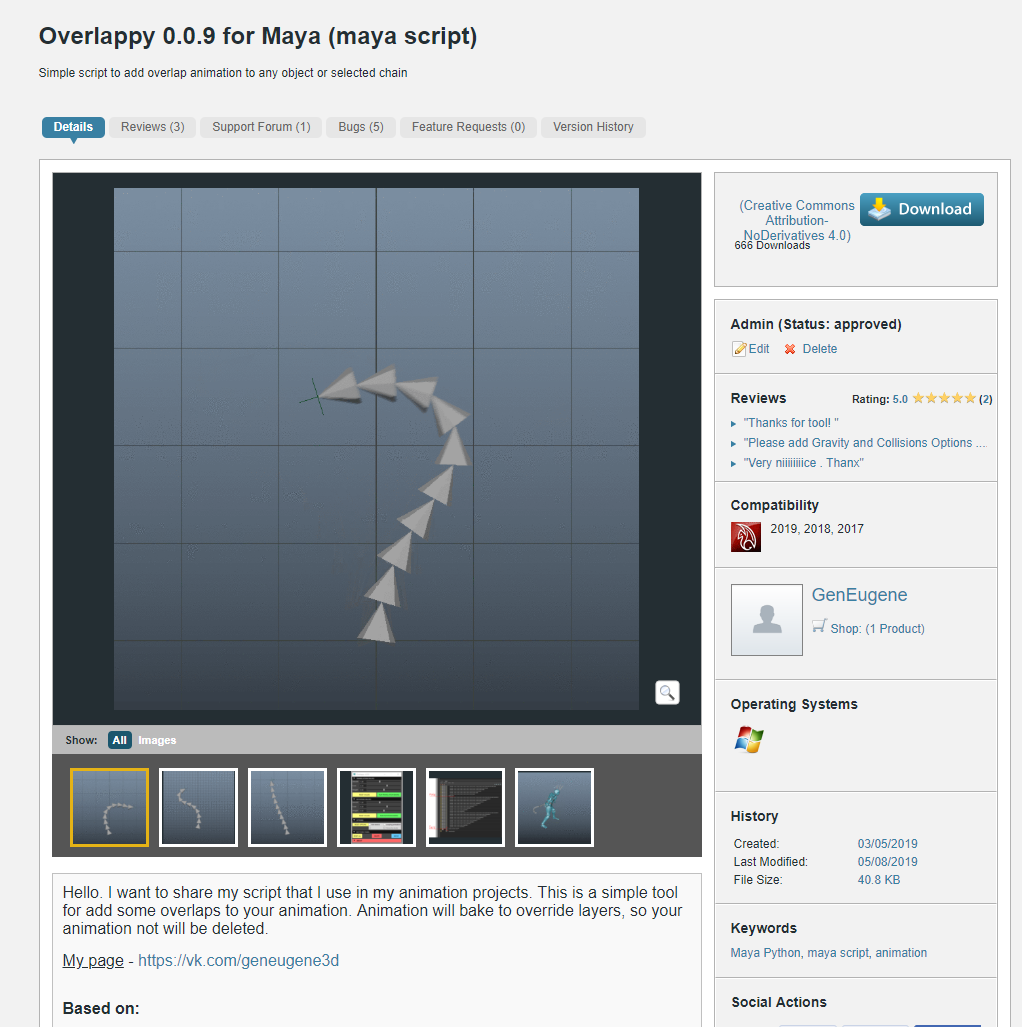 Overlappy 0.0.9 for Maya (maya script)
Simple script to add overlap animation to any object or selected chain
Details
Reviews (3)
Support Forum (1)
Bugs (5)
Feature Requests (0)
Version History
(Creative Commons
Attribution-
NoDerivatives 4.0)
Download
666 Downloads
Admin (Status: approved)
Edit
Delete
Reviews
Rating: 5.0
(2)
"Thanks for tool! "
"Please add Gravity and Collisions Options ...
"Very niiiiiiice . Thanx"
Compatibility
2019, 2018, 2017
GenEugene
Shop: (1 Product)
Operating Systems
History
Created: 03/05/2019
Last Modified: 05/08/2019
File Size: 40.8 KB
Keywords
Maya Python, maya script, animation
Social Actions
Show: All Images
Hello. I want to share my script that I use in my animation projects. This is a simple tool
for add some overlaps to your animation. Animation will bake to override layers, so your
animation not will be deleted.
My page - https://vk.com/geneugene3d
Based on: